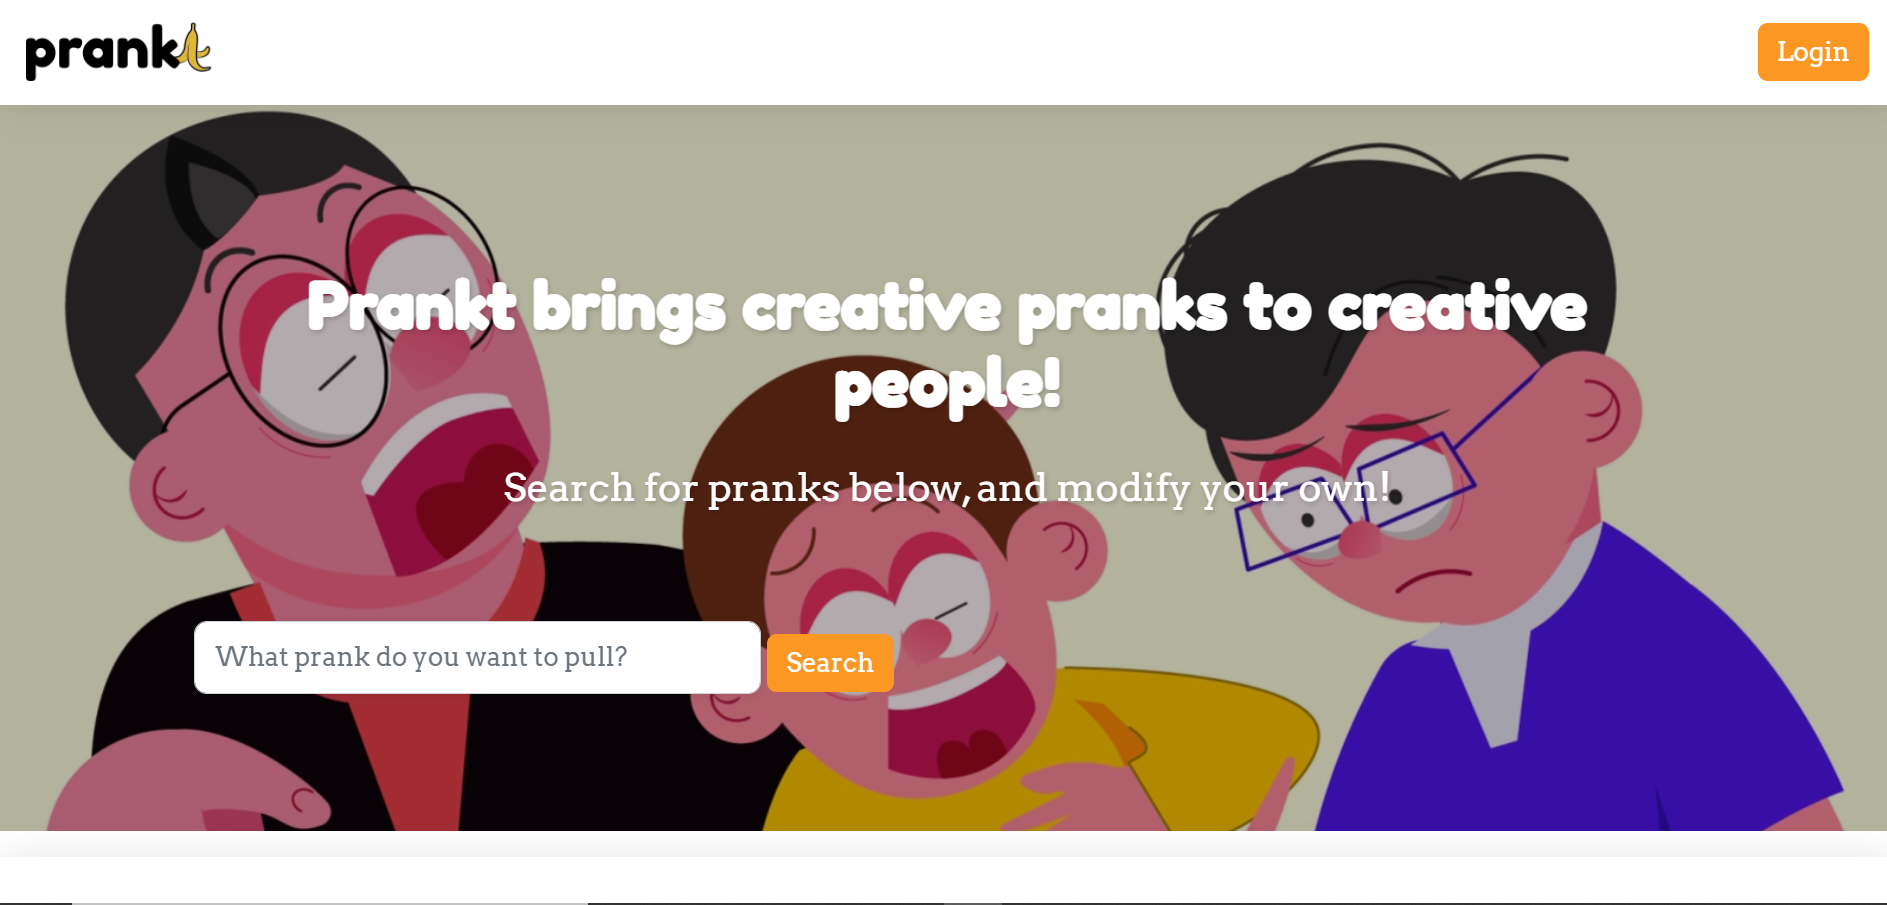 prankt
Login
Prankt brings creative pranks to creative
people!
Search for pranks below, and modify your own!
What prank do you want to pull?
Search